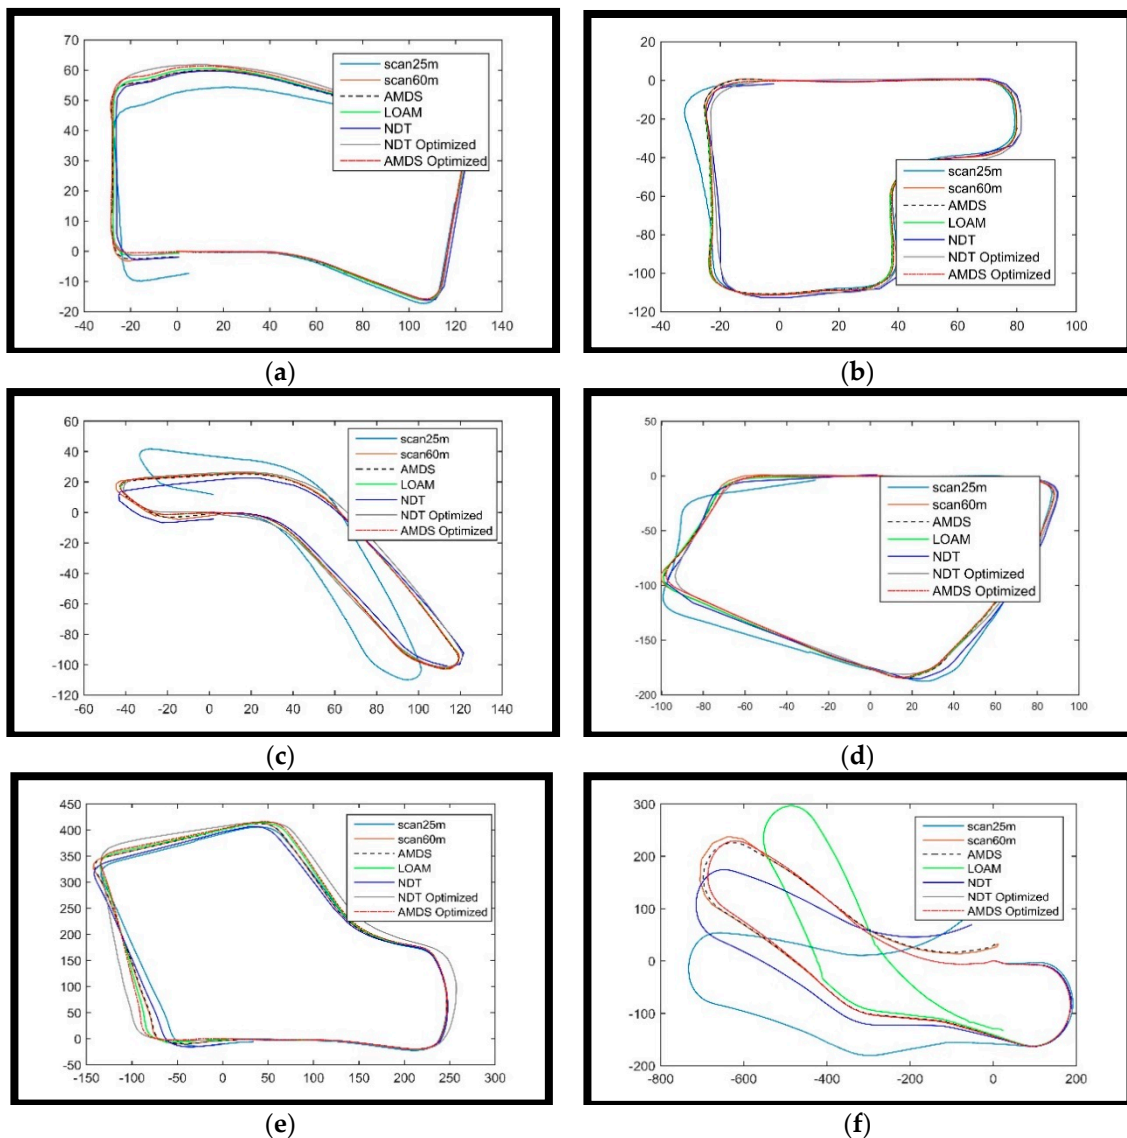 70
60
50
40
30
20
10
0
-10
-20
-40 -20 0 20 40 60 80 100 120 140
scan25m
scan60m
AMDS
LOAM
NDT
NDT Optimized
AMDS Optimized
(a)
20
0
-20
-40
-60
-80
-100
-120
-40 -20 0 20 40 60 80 100
scan25m
scan60m
AMDS
LOAM
NDT
NDT Optimized
AMDS Optimized
(b)
60
40
20
0
-20
-40
-60
-80
-100
-120
-60 -40 -20 0 20 40 60 80 100 120 140
scan25m
scan60m
AMDS
LOAM
NDT
NDT Optimized
AMDS Optimized
(c)
50
0
-50
-100
-150
-200
-100 -80 -60 -40 -20 0 20 40 60 80 100
scan25m
scan60m
AMDS
LOAM
NDT
NDT Optimized
AMDS Optimized
(d)
450
400
350
300
250
200
150
100
50
0
-50
-150 -100 -50 0 50 100 150 200 250 300
scan25m
scan60m
AMDS
LOAM
NDT
NDT Optimized
AMDS Optimized
(e)
300
200
100
0
-100
-200
-800 -600 -400 -200 0 200
scan25m
scan60m
AMDS
LOAM
NDT
NDT Optimized
AMDS Optimized
(f)